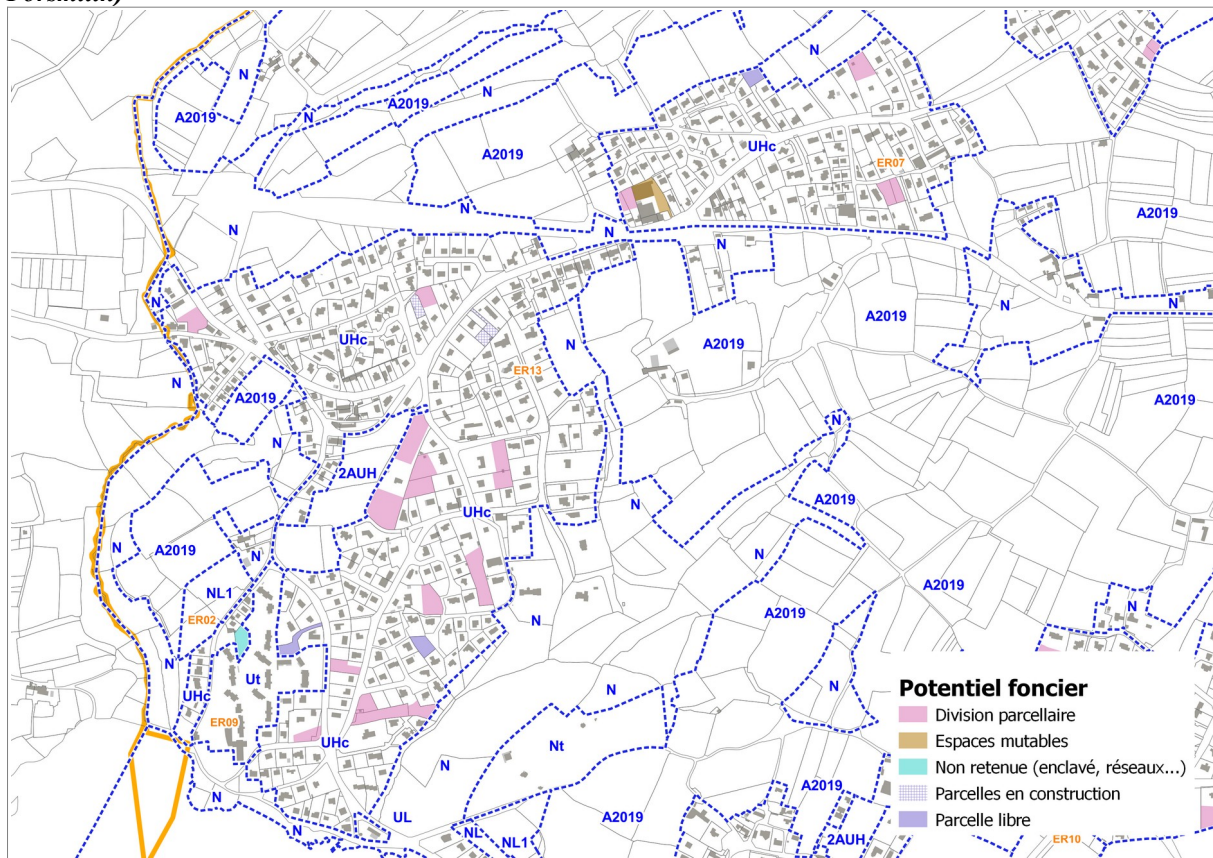 N
A2019
N
A2019
N
A2019
UHc
ER07
A2019
N
N
N
N
N
N
N
UHc
N
A2019
A2019
ER13
A2019
A2019
N
N
2AUH
N
A2019
UHc
N
N
A2019
N
N
A2019
NL1
A2019
N
ER02
N
N
Ut
N
UHc
N
ER09
UHc
Nt
N
N
UL
A2019
A2019
NL
NL1
2AUH
ER10
Potentiel foncier
Division parcellaire
Espaces mutables
Non retenue (enclavé, réseaux...)
Parcelles en construction
Parcelle libre